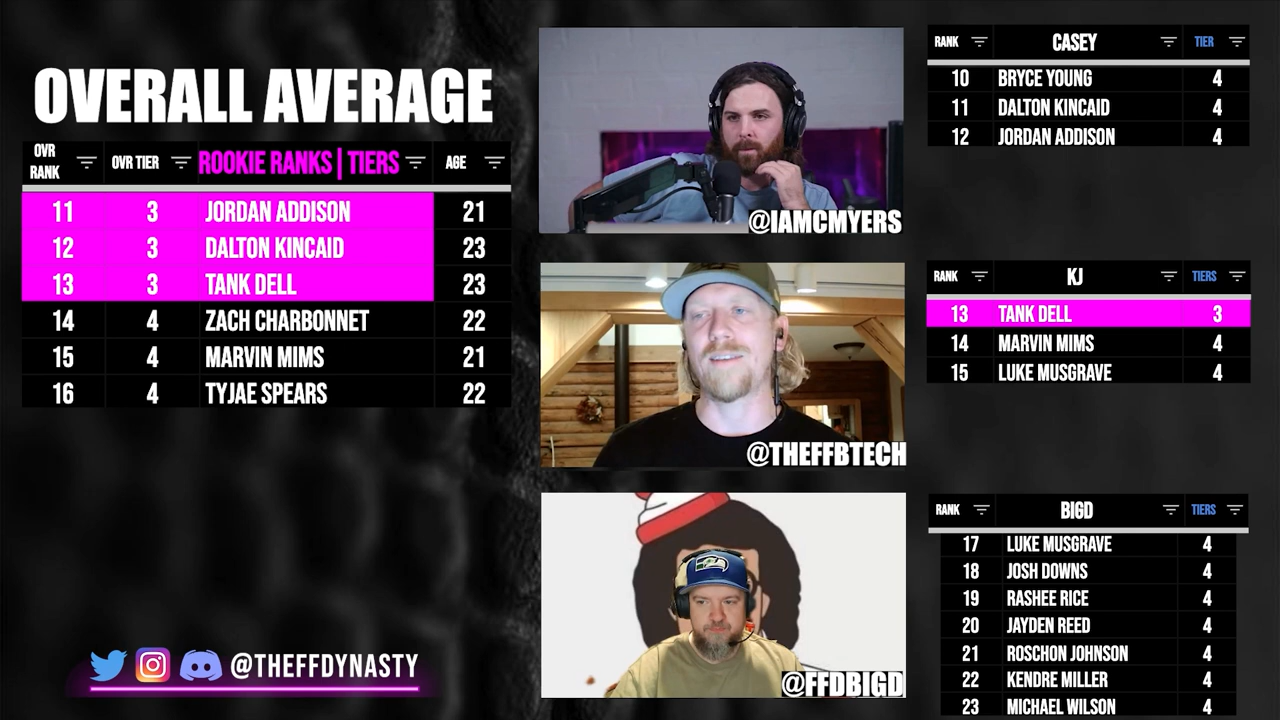 OVERALL AVERAGE
OVR RANK OVR TIER ROOKIE RANKS | TIERS AGE
11 3 JORDAN ADDISON 21
12 3 DALTON KINCAID 23
13 3 TANK DELL 23
14 4 ZACH CHARBONNET 22
15 4 MARVIN MIMS 21
16 4 TYJAE SPEARS 22
@THEFFDYNASTY
@IAMCMYERS
@THEFFBTECH
@FFDBIGD
RANK CASEY TIER
10 BRYCE YOUNG 4
11 DALTON KINCAID 4
12 JORDAN ADDISON 4
RANK KJ TIERS
13 TANK DELL 3
14 MARVIN MIMS 4
15 LUKE MUSGRAVE 4
RANK BIGD TIERS
17 LUKE MUSGRAVE 4
18 JOSH DOWNS 4
19 RASHEE RICE 4
20 JAYDEN REED 4
21 ROSCHON JOHNSON 4
22 KENDRE MILLER 4
23 MICHAEL WILSON 4